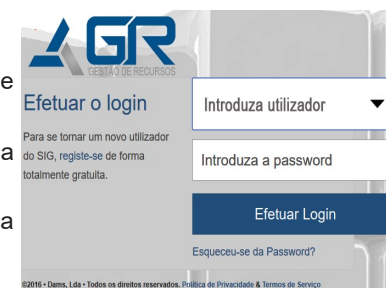 AGR
GESTÃO DE RECURSOS
e
Efetuar o login
Introduza utilizador
Para se tornar um novo utilizador
a
do SIG, registe-se de forma
totalmente gratuita.
Introduza a password
a
Efetuar Login
Esqueceu-se da Password?
©2016 • Dams, Lda • Todos os direitos reservados. Política de Privacidade & Termos de Serviço